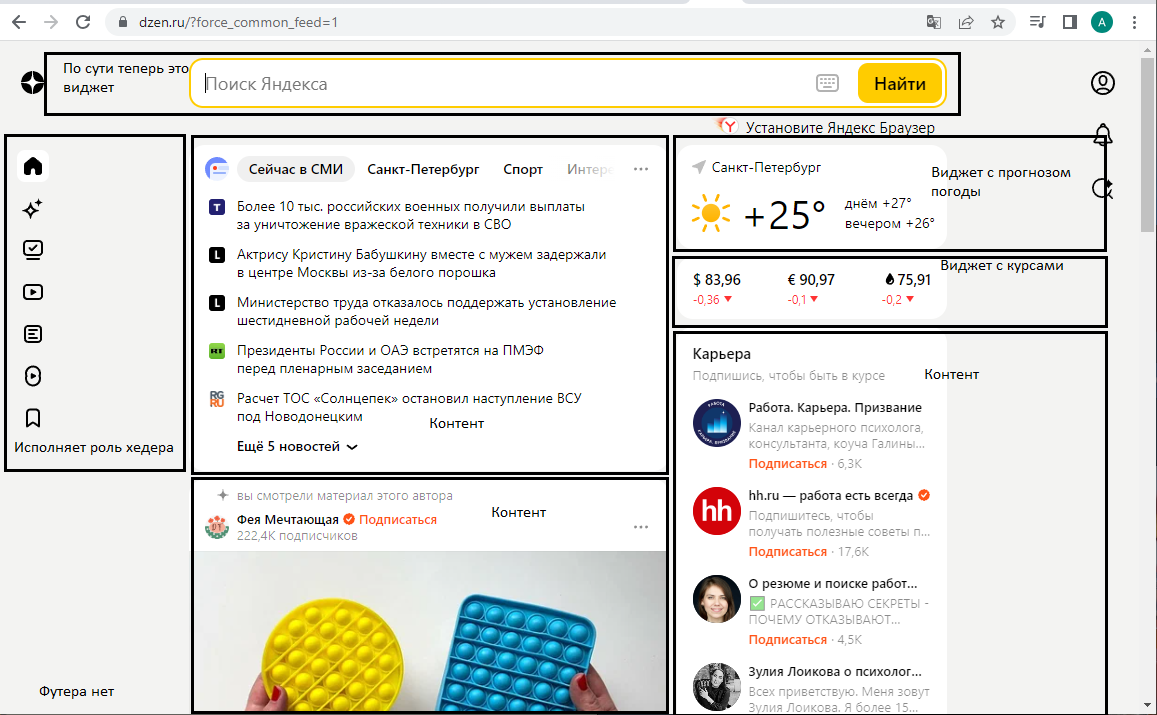 dzen.ru/?force_common_feed=1
A
По сути теперь это
виджет
Поиск Яндекса
Найти
Установите Яндекс Браузер
Исполняет роль хедера
Сейчас в СМИ Санкт-Петербург Спорт Интере
Более 10 тыс. российских военных получили выплаты
за уничтожение вражеской техники в СВО
Актрису Кристину Бабушкину вместе с мужем задержали
в центре Москвы из-за белого порошка
Министерство труда отказалось поддержать установление
шестидневной рабочей недели
Президенты России и ОАЭ встретятся на ПМЭФ
перед пленарным заседанием
Расчет ТОС «Солнцепек» остановил наступление ВСУ
под Новодонецким
Контент
Ещё 5 новостей
Санкт-Петербург
+25°
днём +27°
вечером +26°
Виджет с прогнозом
погоды
Виджет с курсами
$ 83,96 € 90,97 75,91
-0,36 -0,1 -0,2
вы смотрели материал этого автора
Фея Мечтающая Подписаться
222,4K подписчиков
Контент
Карьера
Подпишись, чтобы быть в курсе
Контент
Работа. Карьера. Призвание
Канал карьерного психолога,
консультанта, коуча Галины...
Подписаться · 6,3K
hh
hh.ru — работа есть всегда
Подпишитесь, чтобы
получать полезные советы п...
Подписаться · 17,6K
О резюме и поиске работ...
РАССКАЗЫВАЮ СЕКРЕТЫ -
ПОЧЕМУ ОТКАЗЫВАЮТ...
Подписаться · 4,5K
Зулия Лоикова о психолог...
Всех приветствую. Меня зовут
Зулия Лоикова. Я более 15...
Футера нет